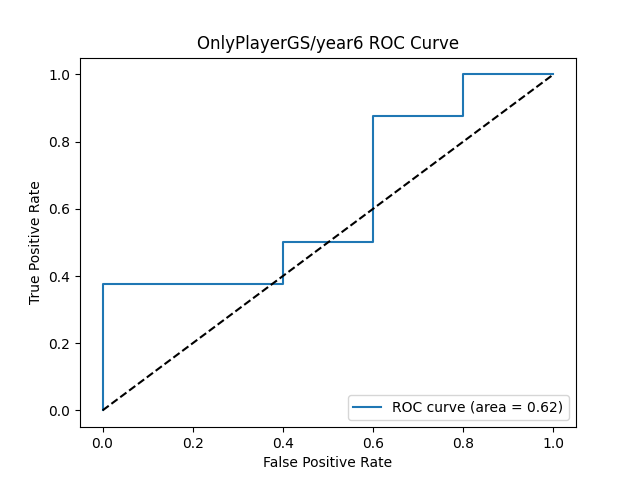 OnlyPlayerGS/year6 ROC Curve
1.0
0.8
0.6
0.4
0.2
0.0
True Positive Rate
ROC curve (area = 0.62)
0.0 0.2 0.4 0.6 0.8 1.0
False Positive Rate